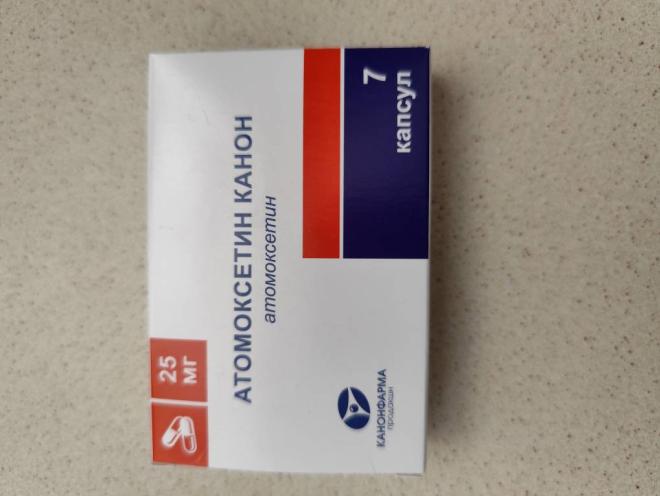 25
МГ
АТОМОКСЕТИН КАНОН
атомоксетин
КАНОНФАРМА
продакшн
7
капсул